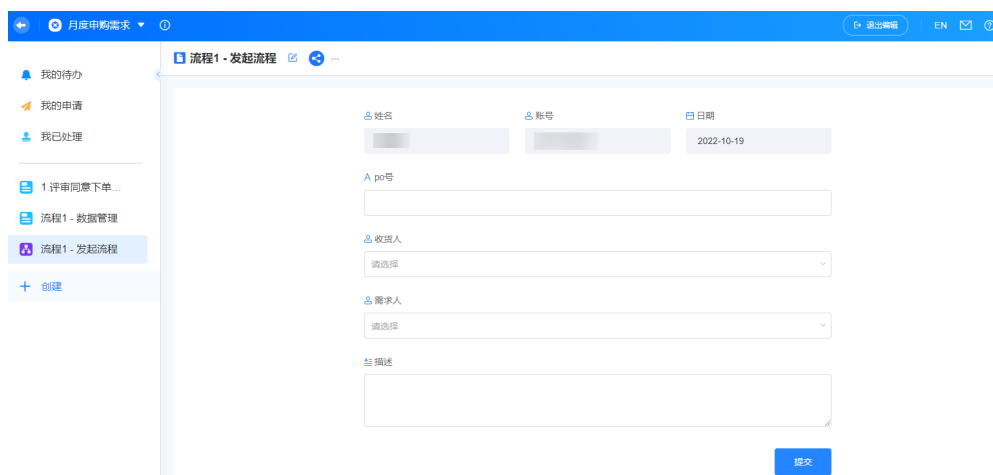 月度申购需求
退出编辑
EN
我的待办
流程1 - 发起流程
我的申请
我已处理
1.评审同意下单...
流程1 - 数据管理
流程1 - 发起流程
创建
姓名
账号
日期
2022-10-19
A po号
收货人
请选择
需求人
请选择
描述
提交